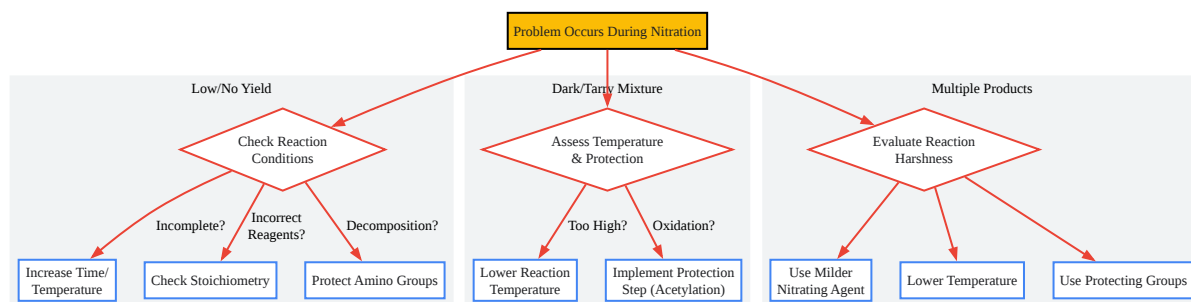 Problem Occurs During Nitration
Low/No Yield
Dark/Tarry Mixture
Multiple Products
Check Reaction
Conditions
Assess Temperature
& Protection
Evaluate Reaction
Harshness
Incomplete?
Incorrect
Reagents?
Decomposition?
Too High?
Oxidation?
Increase Time/
Temperature
Check Stoichiometry
Protect Amino Groups
Lower Reaction
Temperature
Implement Protection
Step (Acetylation)
Use Milder
Nitrating Agent
Lower Temperature
Use Protecting Groups